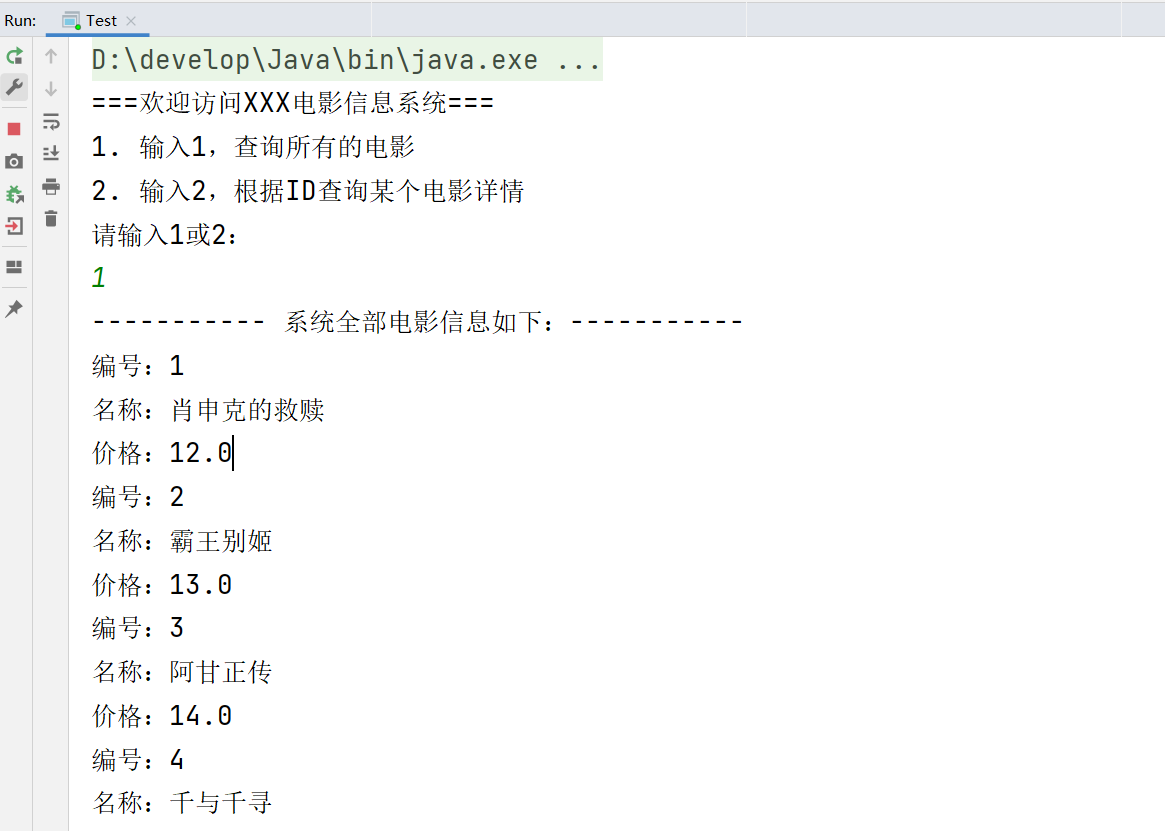 Run: Test
D:\develop\Java\bin\java.exe ...
===欢迎访问XXX电影信息系统===
1. 输入1，查询所有的电影
2. 输入2，根据ID查询某个电影详情
请输入1或2：
1
----------- 系统全部电影信息如下：-----------
编号：1
名称：肖申克的救赎
价格：12.0
编号：2
名称：霸王别姬
价格：13.0
编号：3
名称：阿甘正传
价格：14.0
编号：4
名称：千与千寻